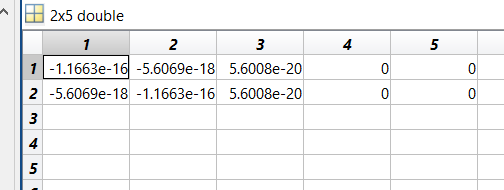 2x5 double
1 2 3 4 5
1 -1.1663e-16 -5.6069e-18 5.6008e-20 0 0
2 -5.6069e-18 -1.1663e-16 5.6008e-20 0 0
3
4
5